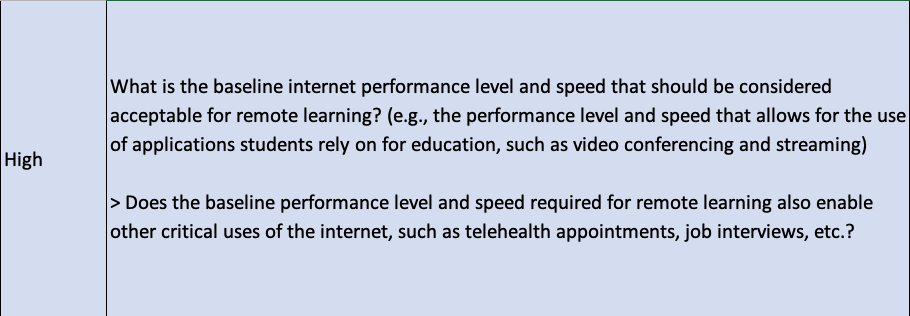 High
What is the baseline internet performance level and speed that should be considered
acceptable for remote learning? (e.g., the performance level and speed that allows for the use
of applications students rely on for education, such as video conferencing and streaming)
> Does the baseline performance level and speed required for remote learning also enable
other critical uses of the internet, such as telehealth appointments, job interviews, etc.?